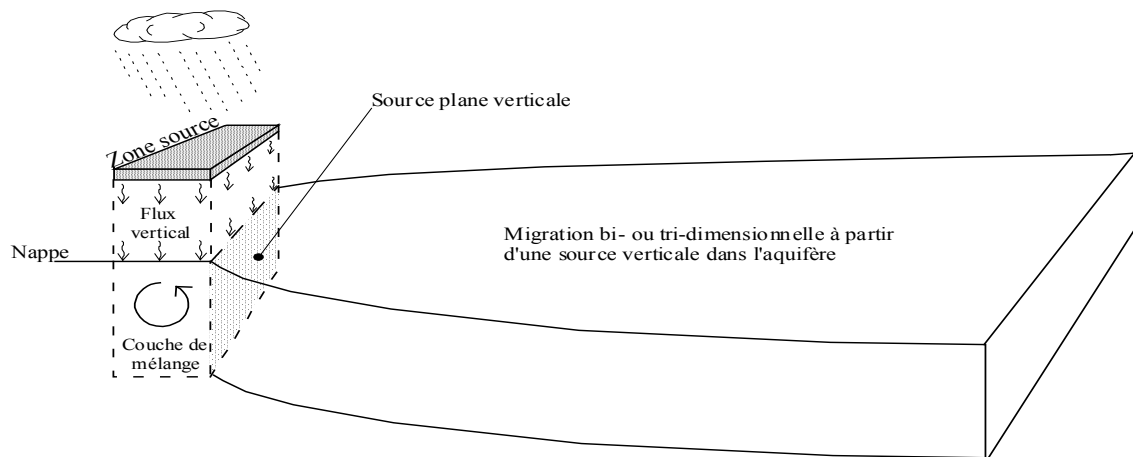 Source plane verticale
Zone source
Flux
vertical
Nappe
Migration bi- ou tri-dimensionnelle à partir
d'une source verticale dans l'aquifère
Couche de
mélange